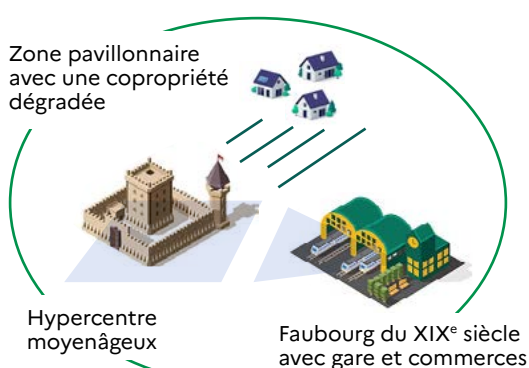 Zone pavillonnaire
avec une copropriété
dégradée
Hypercentre
moyenâgeux
Faubourg du XIXᵉ siècle
avec gare et commerces